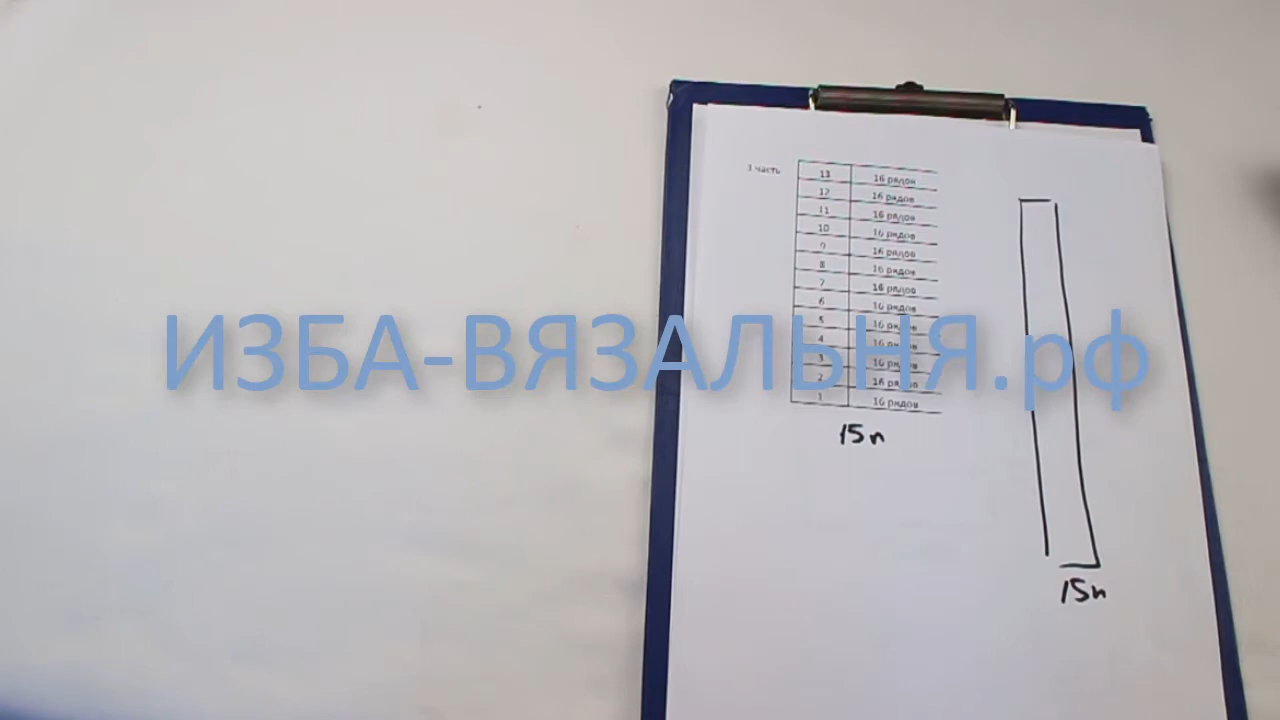 1 часть
13 16 рядов
12 16 рядов
11 16 рядов
10 16 рядов
9 16 рядов
8 16 рядов
7 16 рядов
6 16 рядов
5 16 рядов
4 16 рядов
3 16 рядов
2 16 рядов
1 16 рядов
15п
15п
ИЗБА-ВЯЗАЛЬНЯ.рф